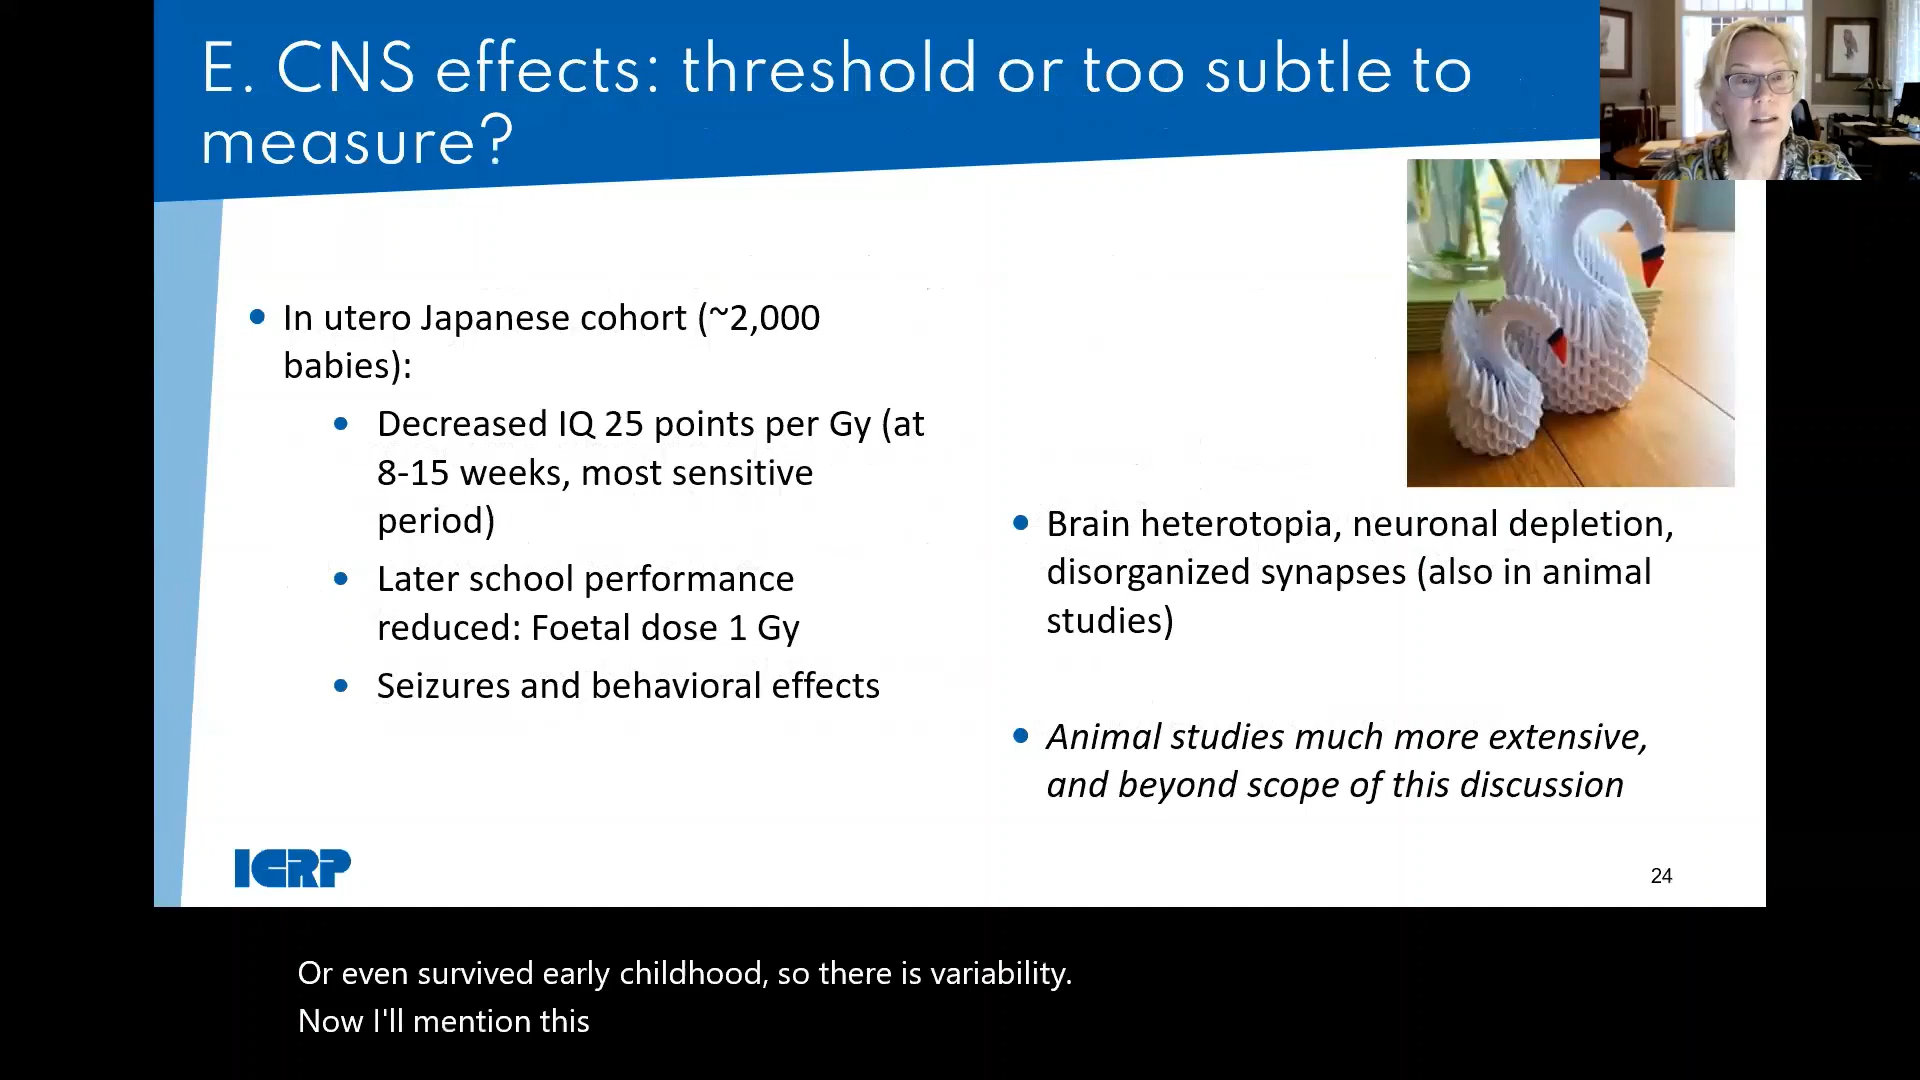 E. CNS effects: threshold or too subtle to
measure?
• In utero Japanese cohort (~2,000
babies):
• Decreased IQ 25 points per Gy (at
8-15 weeks, most sensitive
period)
• Later school performance
reduced: Foetal dose 1 Gy
• Seizures and behavioral effects
• Brain heterotopia, neuronal depletion,
disorganized synapses (also in animal
studies)
• Animal studies much more extensive,
and beyond scope of this discussion
ICRP
24
Or even survived early childhood, so there is variability.
Now I'll mention this